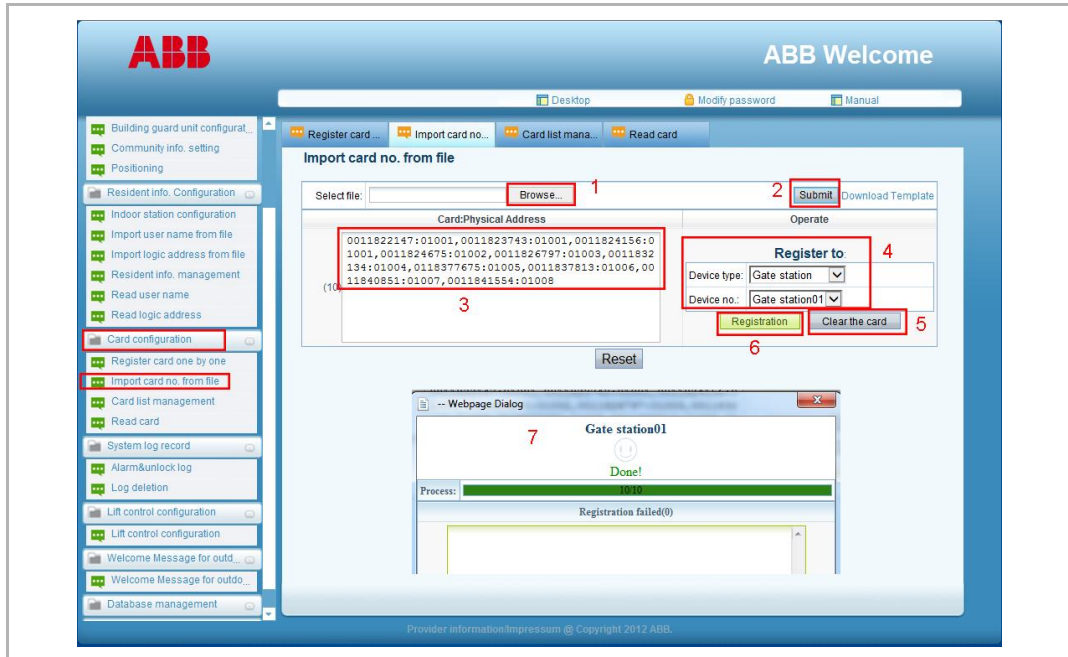 ABB
ABB Welcome
Desktop
Modify password
Manual
Building guard unit configurat...
Community info. setting
Positioning
Resident info. Configuration
Indoor station configuration
Import user name from file
Import logic address from file
Resident info. management
Read user name
Read logic address
Card configuration
Register card one by one
Import card no. from file
Card list management
Read card
System log record
Alarm&unlock log
Log deletion
Lift control configuration
Lift control configuration
Welcome Message for outd...
Welcome Message for outdo...
Database management
Register card ...
Import card no...
Card list mana...
Read card
Import card no. from file
Select file:
Browse...
1
2
Submit
Download Template
Card:Physical Address
Operate
0011822147:01001,0011823743:01001,0011824156:0
1001,0011824675:01002,0011826797:01003,0011832
134:01004,0118377675:01005,0011837813:01006,00
11840851:01007,0011841554:01008
(10)
3
Register to:
4
Device type:
Gate station
Device no.:
Gate station01
Registration
Clear the card
5
6
Reset
-- Webpage Dialog
X
7
Gate station01
Done!
Process:
10/10
Registration failed(0)
Provider information/Impressum @ Copyright 2012 ABB.